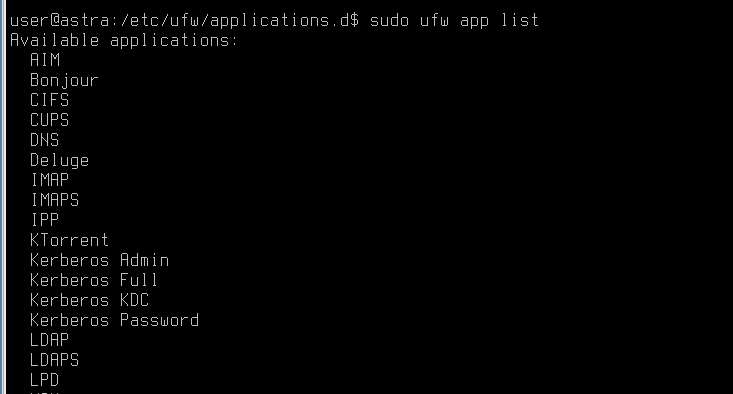 user@astra:/etc/ufw/applications.d$ sudo ufw app list
Available applications:
AIM
Bonjour
CIFS
CUPS
DNS
Deluge
IMAP
IMAPS
IPP
KTorrent
Kerberos Admin
Kerberos Full
Kerberos KDC
Kerberos Password
LDAP
LDAPS
LPD